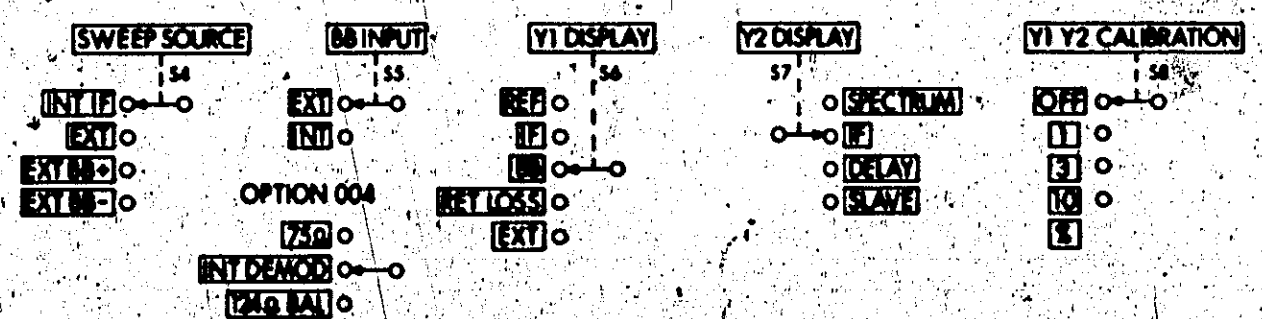 SWEEP SOURCE
S4
INT IF
EXT
EXT BB+
EXT BB-
BB INPUT
S5
EXT
INT
OPTION 004
75Ω
INT DEMOD
124Ω BAL
Y1 DISPLAY
S6
REF
IF
BB
RET LOSS
EXT
Y2 DISPLAY
S7
SPECTRUM
IF
DELAY
SLAVE
Y1 Y2 CALIBRATION
S8
OFF
1
3
10
%